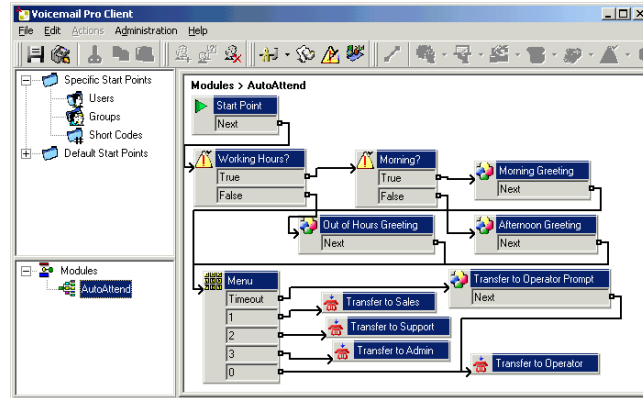 Voicemail Pro Client
File Edit Actions Administration Help
Specific Start Points
Users
Groups
Short Codes
Default Start Points
Modules
AutoAttend
Modules > AutoAttend
Start Point
Next
Working Hours?
True
False
Morning?
True
False
Morning Greeting
Next
Out of Hours Greeting
Next
Afternoon Greeting
Next
Menu
Timeout
1
2
3
0
Transfer to Operator Prompt
Next
Transfer to Sales
Transfer to Support
Transfer to Admin
Transfer to Operator